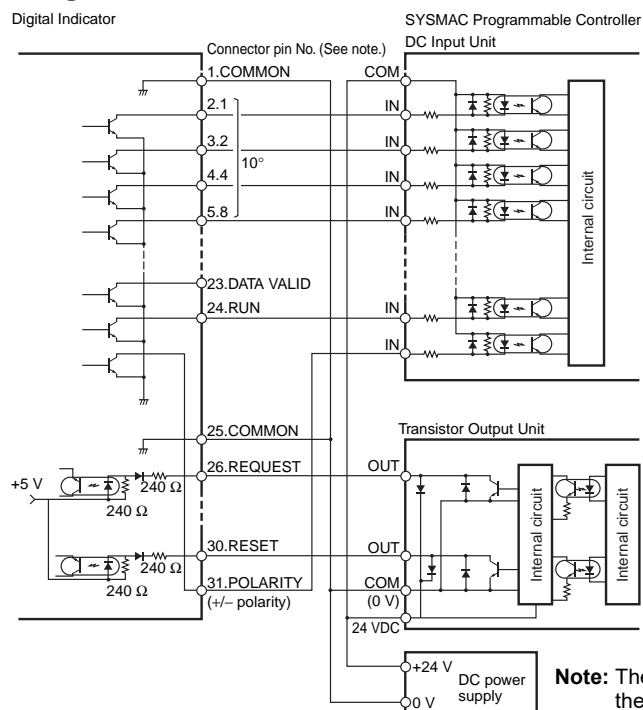 Digital Indicator
SYSMAC Programmable Controller
DC Input Unit
Connector pin No. (See note.)
1.COMMON
COM
2.1
IN
3.2
IN
10°
4.4
IN
5.8
IN
Internal circuit
23.DATA VALID
24.RUN
IN
IN
25.COMMON
Transistor Output Unit
26.REQUEST
OUT
+5 V
240 Ω
240 Ω
Internal circuit
Internal circuit
30.RESET
OUT
240 Ω
240 Ω
31.POLARITY
(+/− polarity)
COM
(0 V)
24 VDC
+24 V
DC power
supply
0 V
Note: The
the